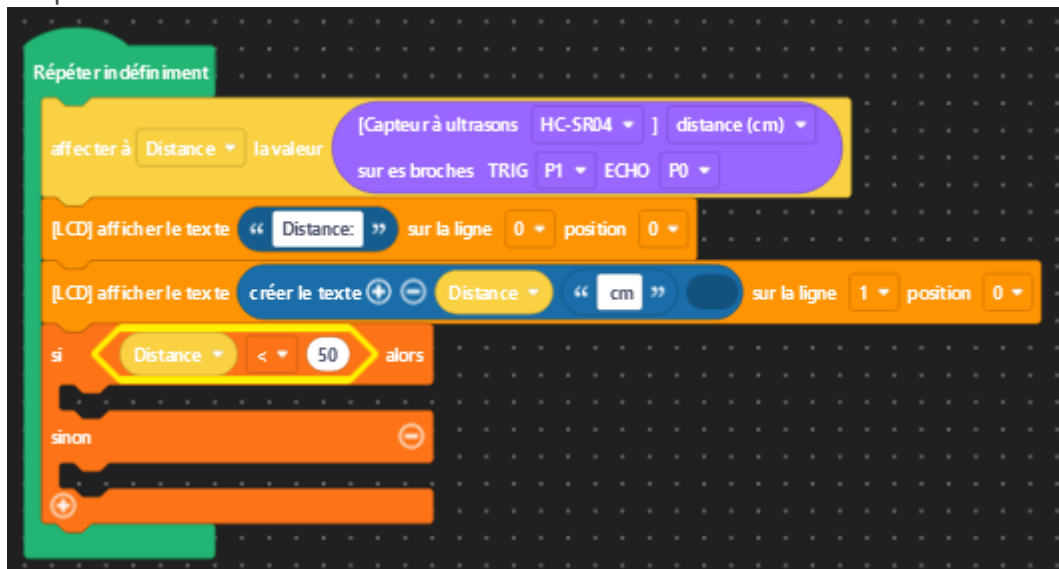 Répéter indéfiniment
[Capteur à ultrasons HC-SR04 ] distance (cm)
affecter à Distance la valeur
sur es broches TRIG P1 ECHO P0
[LCD] afficher le texte “ Distance: ” sur la ligne 0 position 0
[LCD] afficher le texte créer le texte Distance “ cm ” sur la ligne 1 position 0
si Distance < 50 alors
sinon